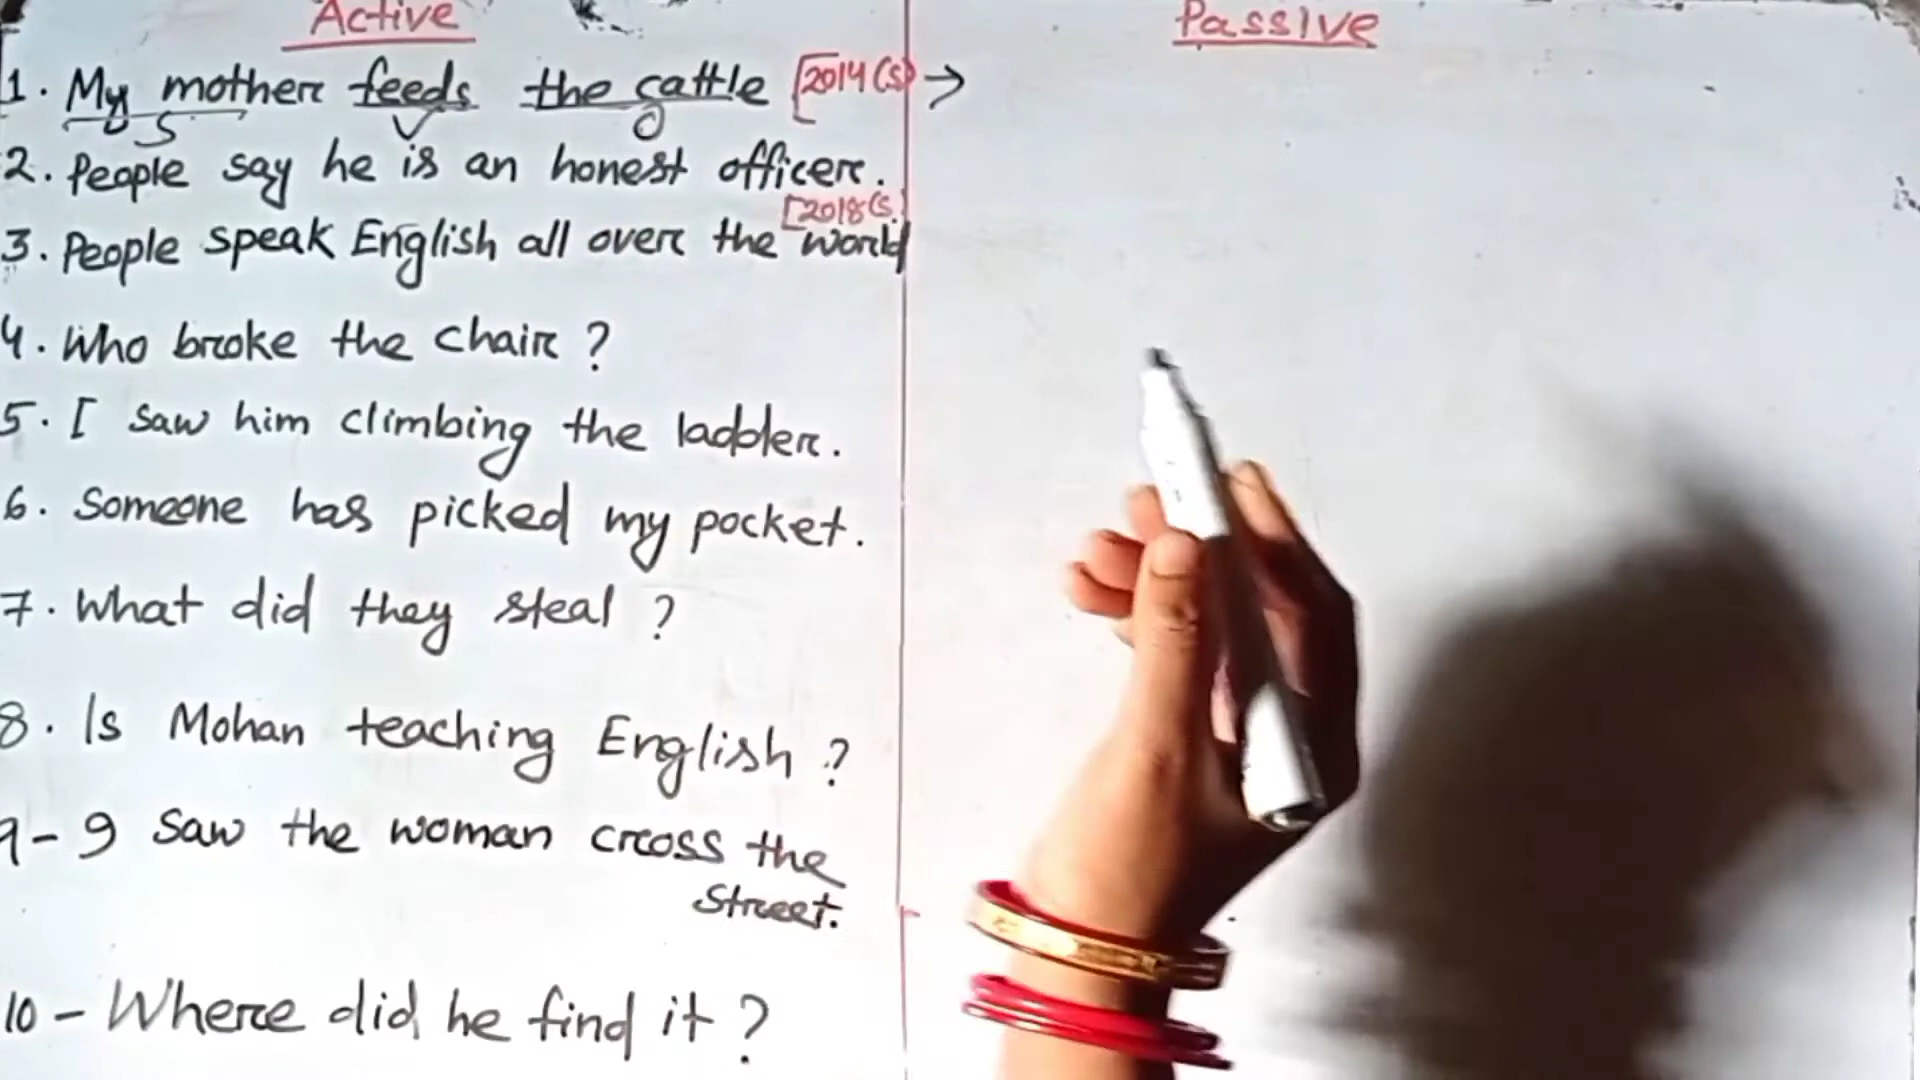 Active
Passive
1. My mother feeds the cattle [2014(s) →
S V O
2. People say he is an honest officer.
[2018(s)
3. People speak English all over the world
4. Who broke the chair ?
5. I saw him climbing the ladder.
6. Someone has picked my pocket.
7. What did they steal ?
8. Is Mohan teaching English ?
9 - I saw the woman cross the
Street.
10 - Where did he find it ?